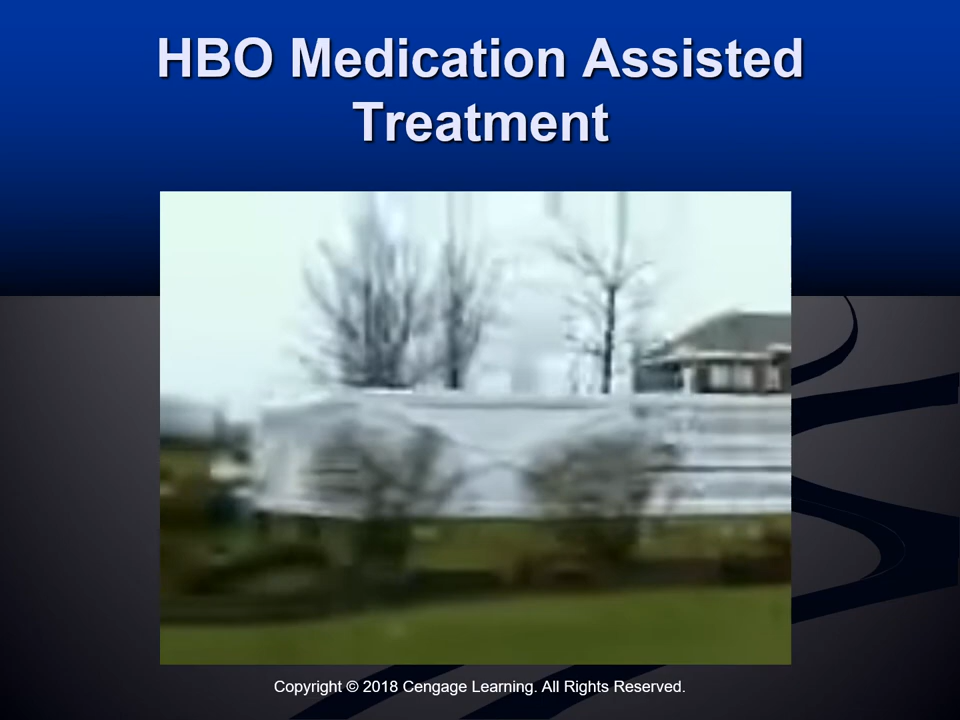 HBO Medication Assisted
Treatment
Copyright © 2018 Cengage Learning. All Rights Reserved.